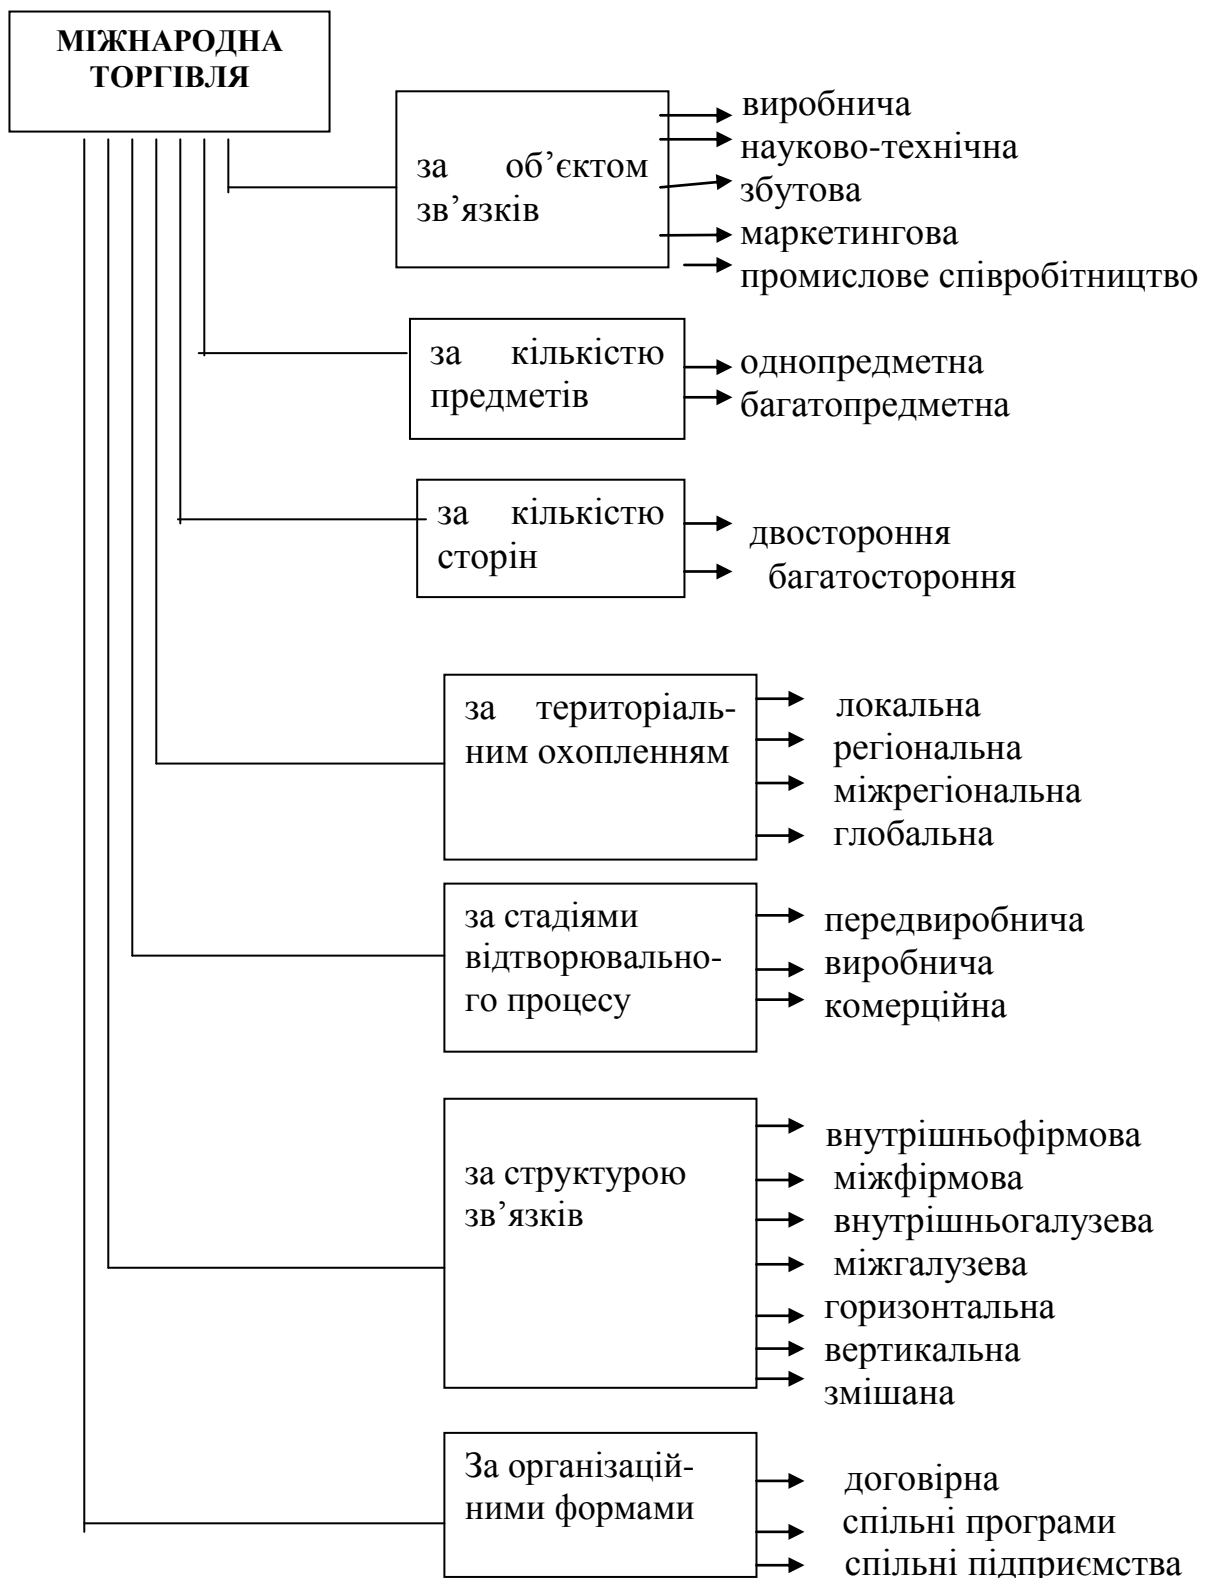 МІЖНАРОДНА
ТОРГІВЛЯ
за об’єктом
зв’язків
виробнича
науково-технічна
збутова
маркетингова
промислове співробітництво
за кількістю
предметів
однопредметна
багатопредметна
за кількістю
сторін
двостороння
багатостороння
за територіаль-
ним охопленням
локальна
регіональна
міжрегіональна
глобальна
за стадіями
відтворювально-
го процесу
передвиробнича
виробнича
комерційна
за структурою
зв’язків
внутрішньофірмова
міжфірмова
внутрішньогалузева
міжгалузева
горизонтальна
вертикальна
змішана
За організацій-
ними формами
договірна
спільні програми
спільні підприємства